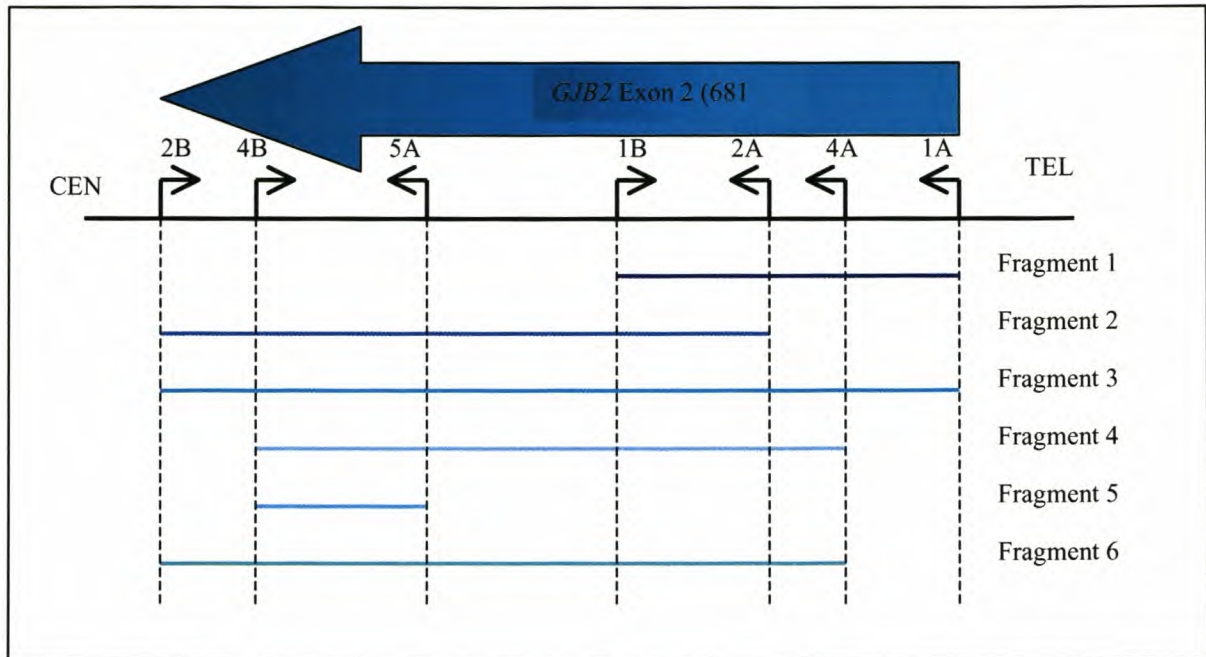 GJB2 Exon 2 (681
2B 4B 5A 1B 2A 4A 1A
CEN TEL
Fragment 1
Fragment 2
Fragment 3
Fragment 4
Fragment 5
Fragment 6